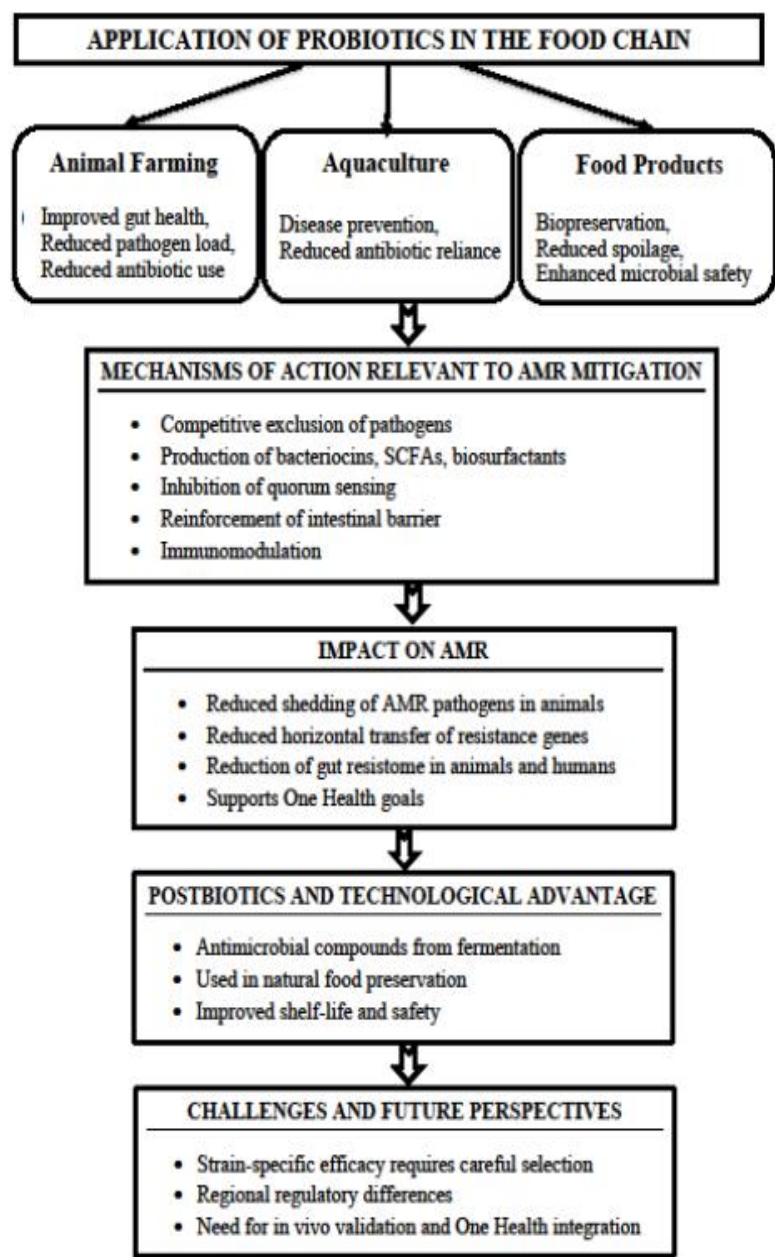 APPLICATION OF PROBIOTICS IN THE FOOD CHAIN
Animal Farming
Improved gut health,
Reduced pathogen load,
Reduced antibiotic use
Aquaculture
Disease prevention,
Reduced antibiotic reliance
Food Products
Biopreservation,
Reduced spoilage,
Enhanced microbial safety
MECHANISMS OF ACTION RELEVANT TO AMR MITIGATION
• Competitive exclusion of pathogens
• Production of bacteriocins, SCFAs, biosurfactants
• Inhibition of quorum sensing
• Reinforcement of intestinal barrier
• Immunomodulation
IMPACT ON AMR
• Reduced shedding of AMR pathogens in animals
• Reduced horizontal transfer of resistance genes
• Reduction of gut resistome in animals and humans
• Supports One Health goals
POSTBIOTICS AND TECHNOLOGICAL ADVANTAGE
• Antimicrobial compounds from fermentation
• Used in natural food preservation
• Improved shelf-life and safety
CHALLENGES AND FUTURE PERSPECTIVES
• Strain-specific efficacy requires careful selection
• Regional regulatory differences
• Need for in vivo validation and One Health integration